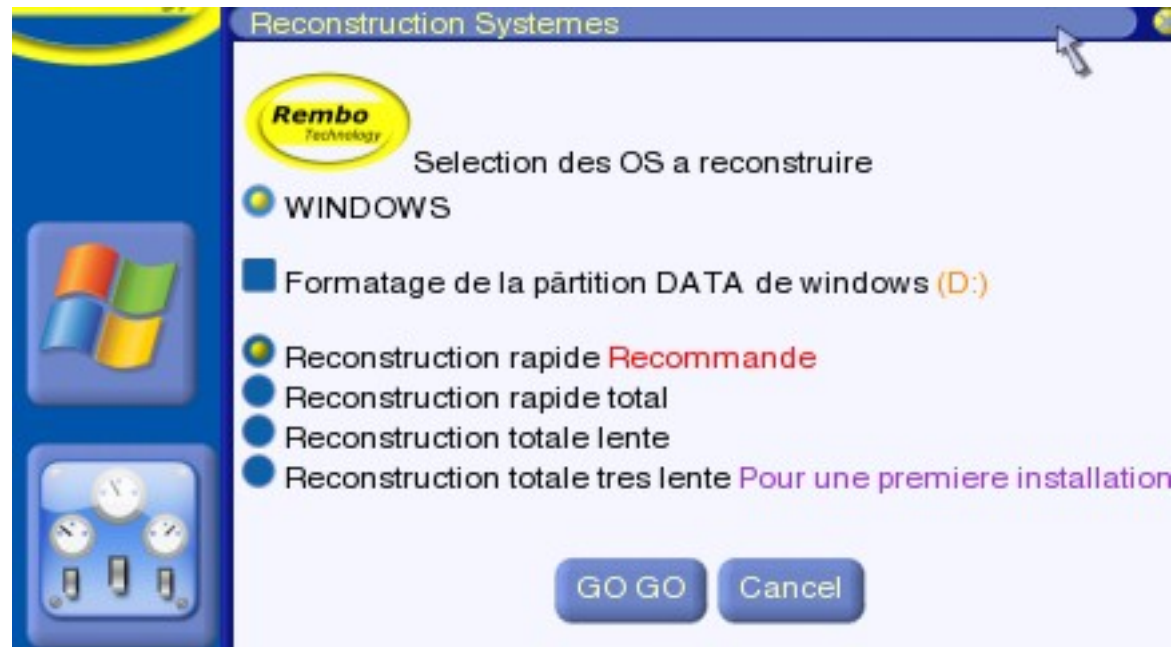 Reconstruction Systemes
Rembo
Technology
Selection des OS a reconstruire
WINDOWS
Formatage de la pārtition DATA de windows (D:)
Reconstruction rapide Recommande
Reconstruction rapide total
Reconstruction totale lente
Reconstruction totale tres lente Pour une premiere installation
GO GO
Cancel